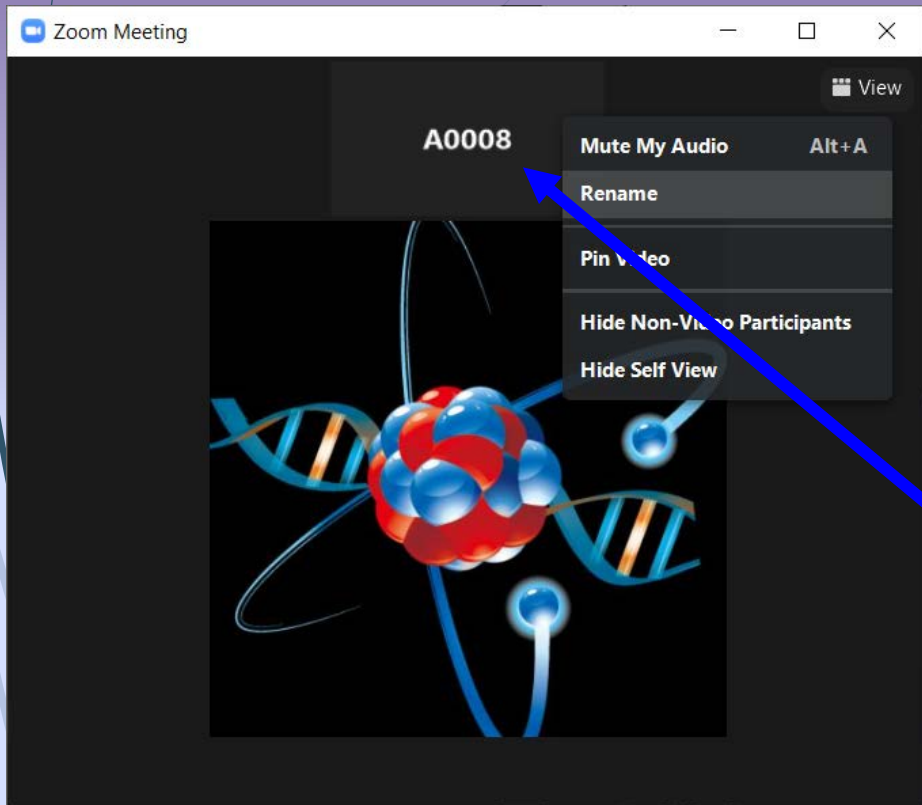 Zoom Meeting
View
A0008
Mute My Audio Alt+A
Rename
Pin Video
Hide Non-Video Participants
Hide Self View